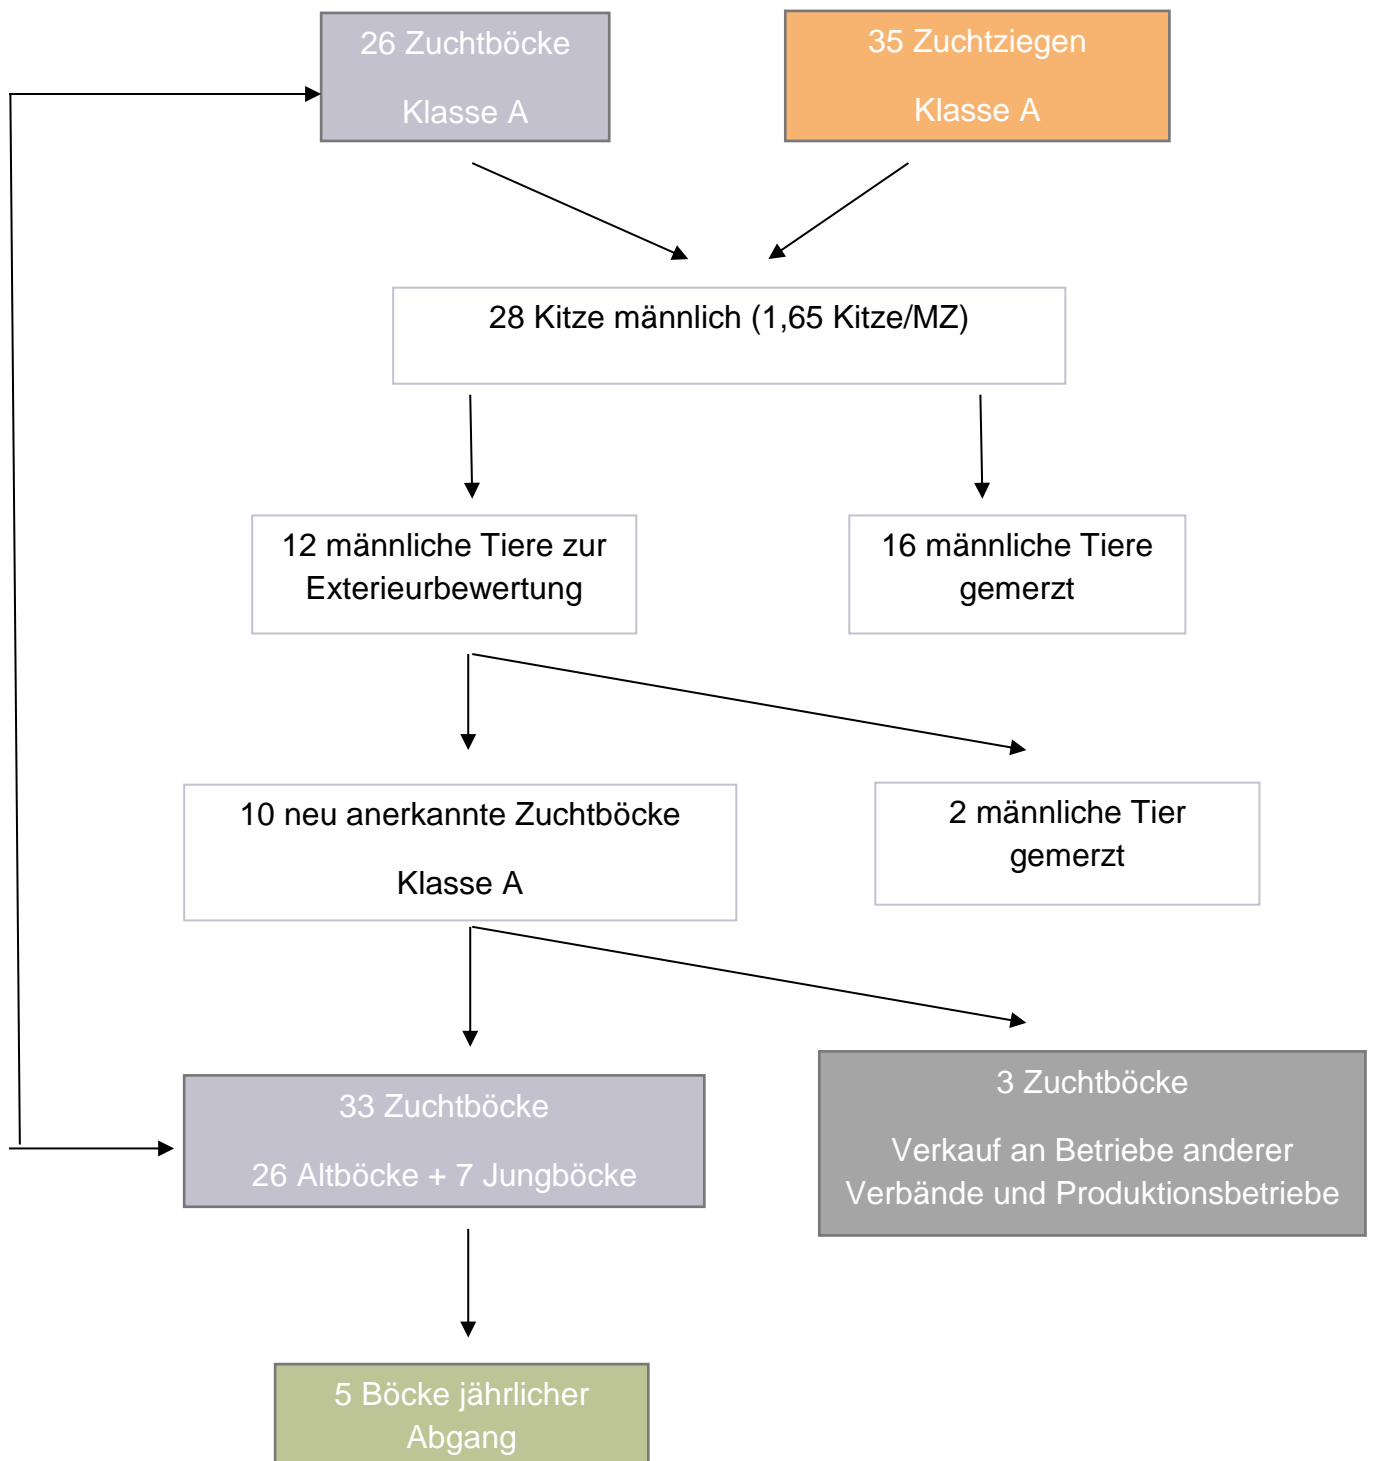 26 Zuchtböcke
Klasse A
35 Zuchtziegen
Klasse A
28 Kitze männlich (1,65 Kitze/MZ)
12 männliche Tiere zur
Exterieurbewertung
16 männliche Tiere
gemerzt
10 neu anerkannte Zuchtböcke
Klasse A
2 männliche Tier
gemerzt
33 Zuchtböcke
26 Altböcke + 7 Jungböcke
3 Zuchtböcke
Verkauf an Betriebe anderer
Verbände und Produktionsbetriebe
5 Böcke jährlicher
Abgang